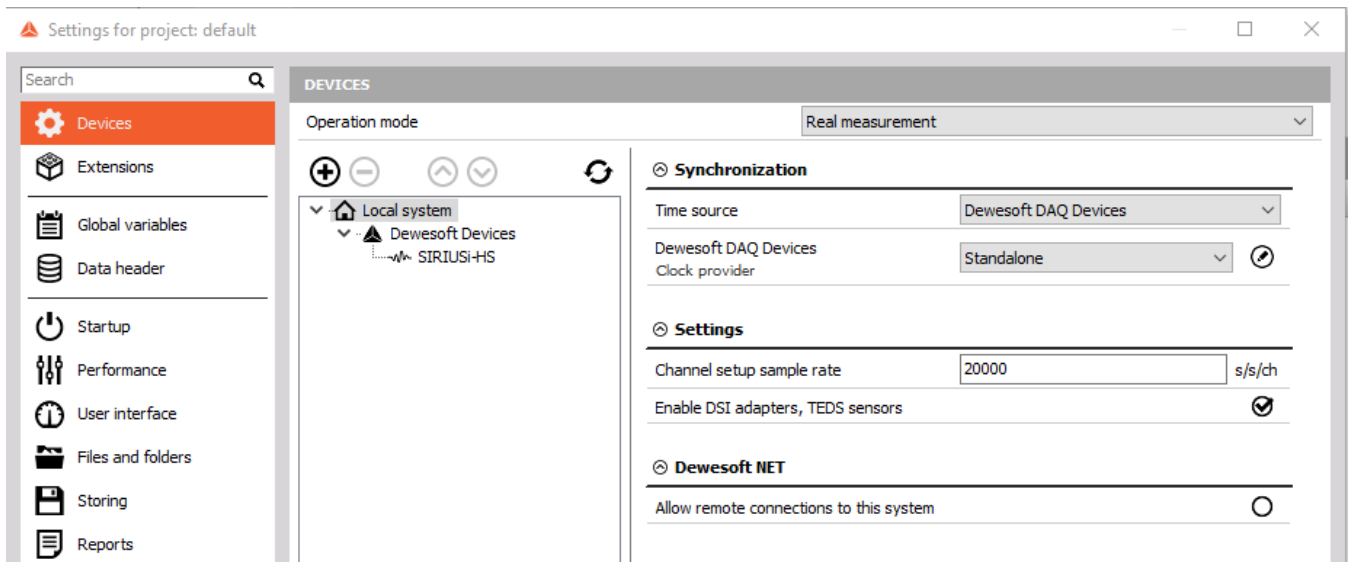 Settings for project: default
Search
Devices
Extensions
Global variables
Data header
Startup
Performance
User interface
Files and folders
Storing
Reports
DEVICES
Operation mode
Real measurement
Local system
Dewesoft Devices
SIRIUSi-HS
Synchronization
Time source
Dewesoft DAQ Devices
Dewesoft DAQ Devices
Clock provider
Standalone
Settings
Channel setup sample rate
20000
s/s/ch
Enable DSI adapters, TEDS sensors
Dewesoft NET
Allow remote connections to this system